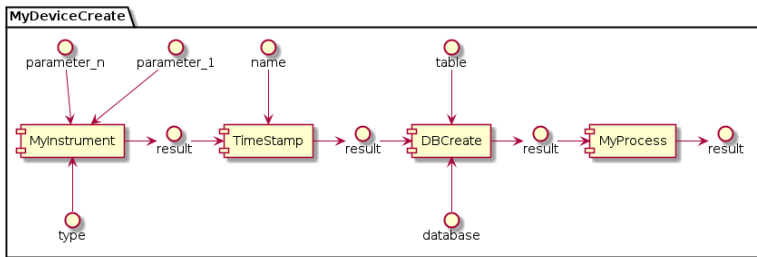 MyDeviceCreate
parameter_n parameter_1 name table
MyInstrument result TimeStamp result DBCreate result MyProcess result
type database